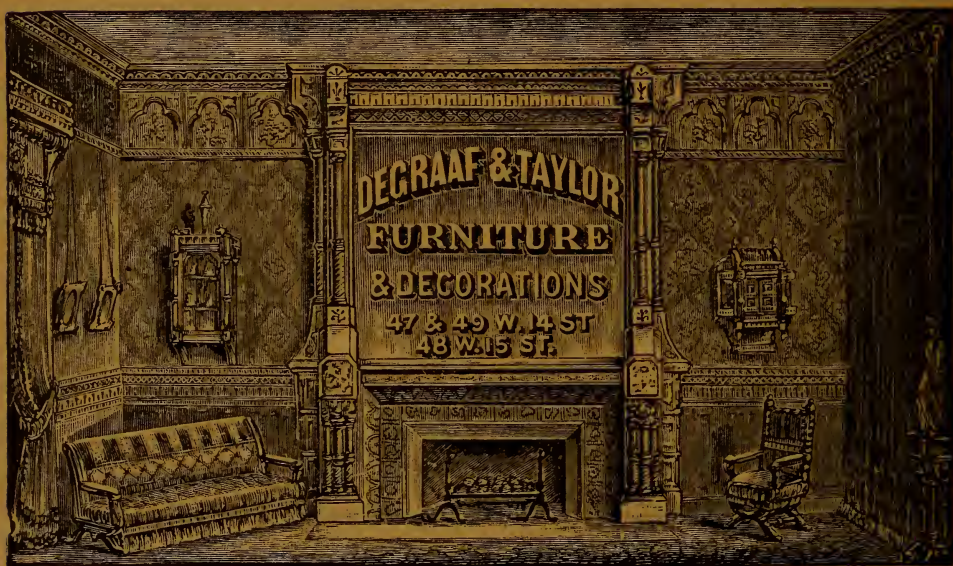 DEGRAAF & TAYLOR
FURNITURE
& DECORATIONS
47 & 49 W. 14 ST
48 W. 15 ST.